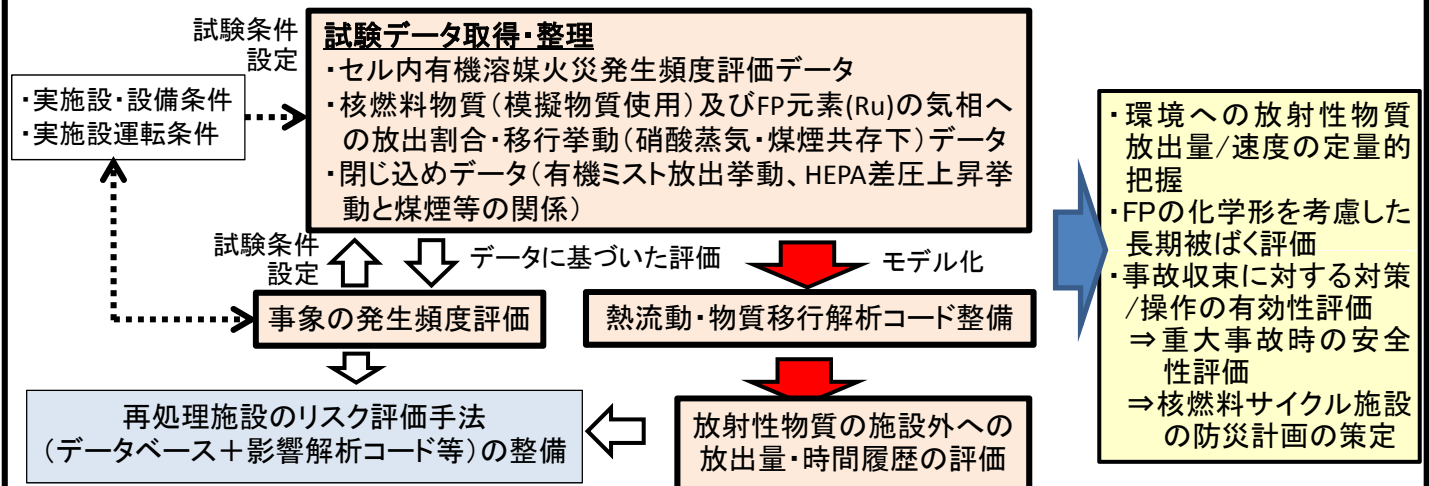 試験条件
設定
試験データ取得・整理
・セル内有機溶媒火災発生頻度評価データ
・核燃料物質（模擬物質使用）及びFP元素(Ru)の気相へ
の放出割合・移行挙動（硝酸蒸気・煤煙共存下）データ
・閉じ込めデータ（有機ミスト放出挙動、HEPA差圧上昇挙
動と煤煙等の関係）
・実施設・設備条件
・実施設運転条件
試験条件
設定
データに基づいた評価
モデル化
事象の発生頻度評価
熱流動・物質移行解析コード整備
再処理施設のリスク評価手法
（データベース＋影響解析コード等）の整備
放射性物質の施設外への
放出量・時間履歴の評価
・環境への放射性物質
放出量/速度の定量的
把握
・FPの化学形を考慮した
長期被ばく評価
・事故収束に対する対策
/操作の有効性評価
⇒重大事故時の安全
性評価
⇒核燃料サイクル施設
の防災計画の策定